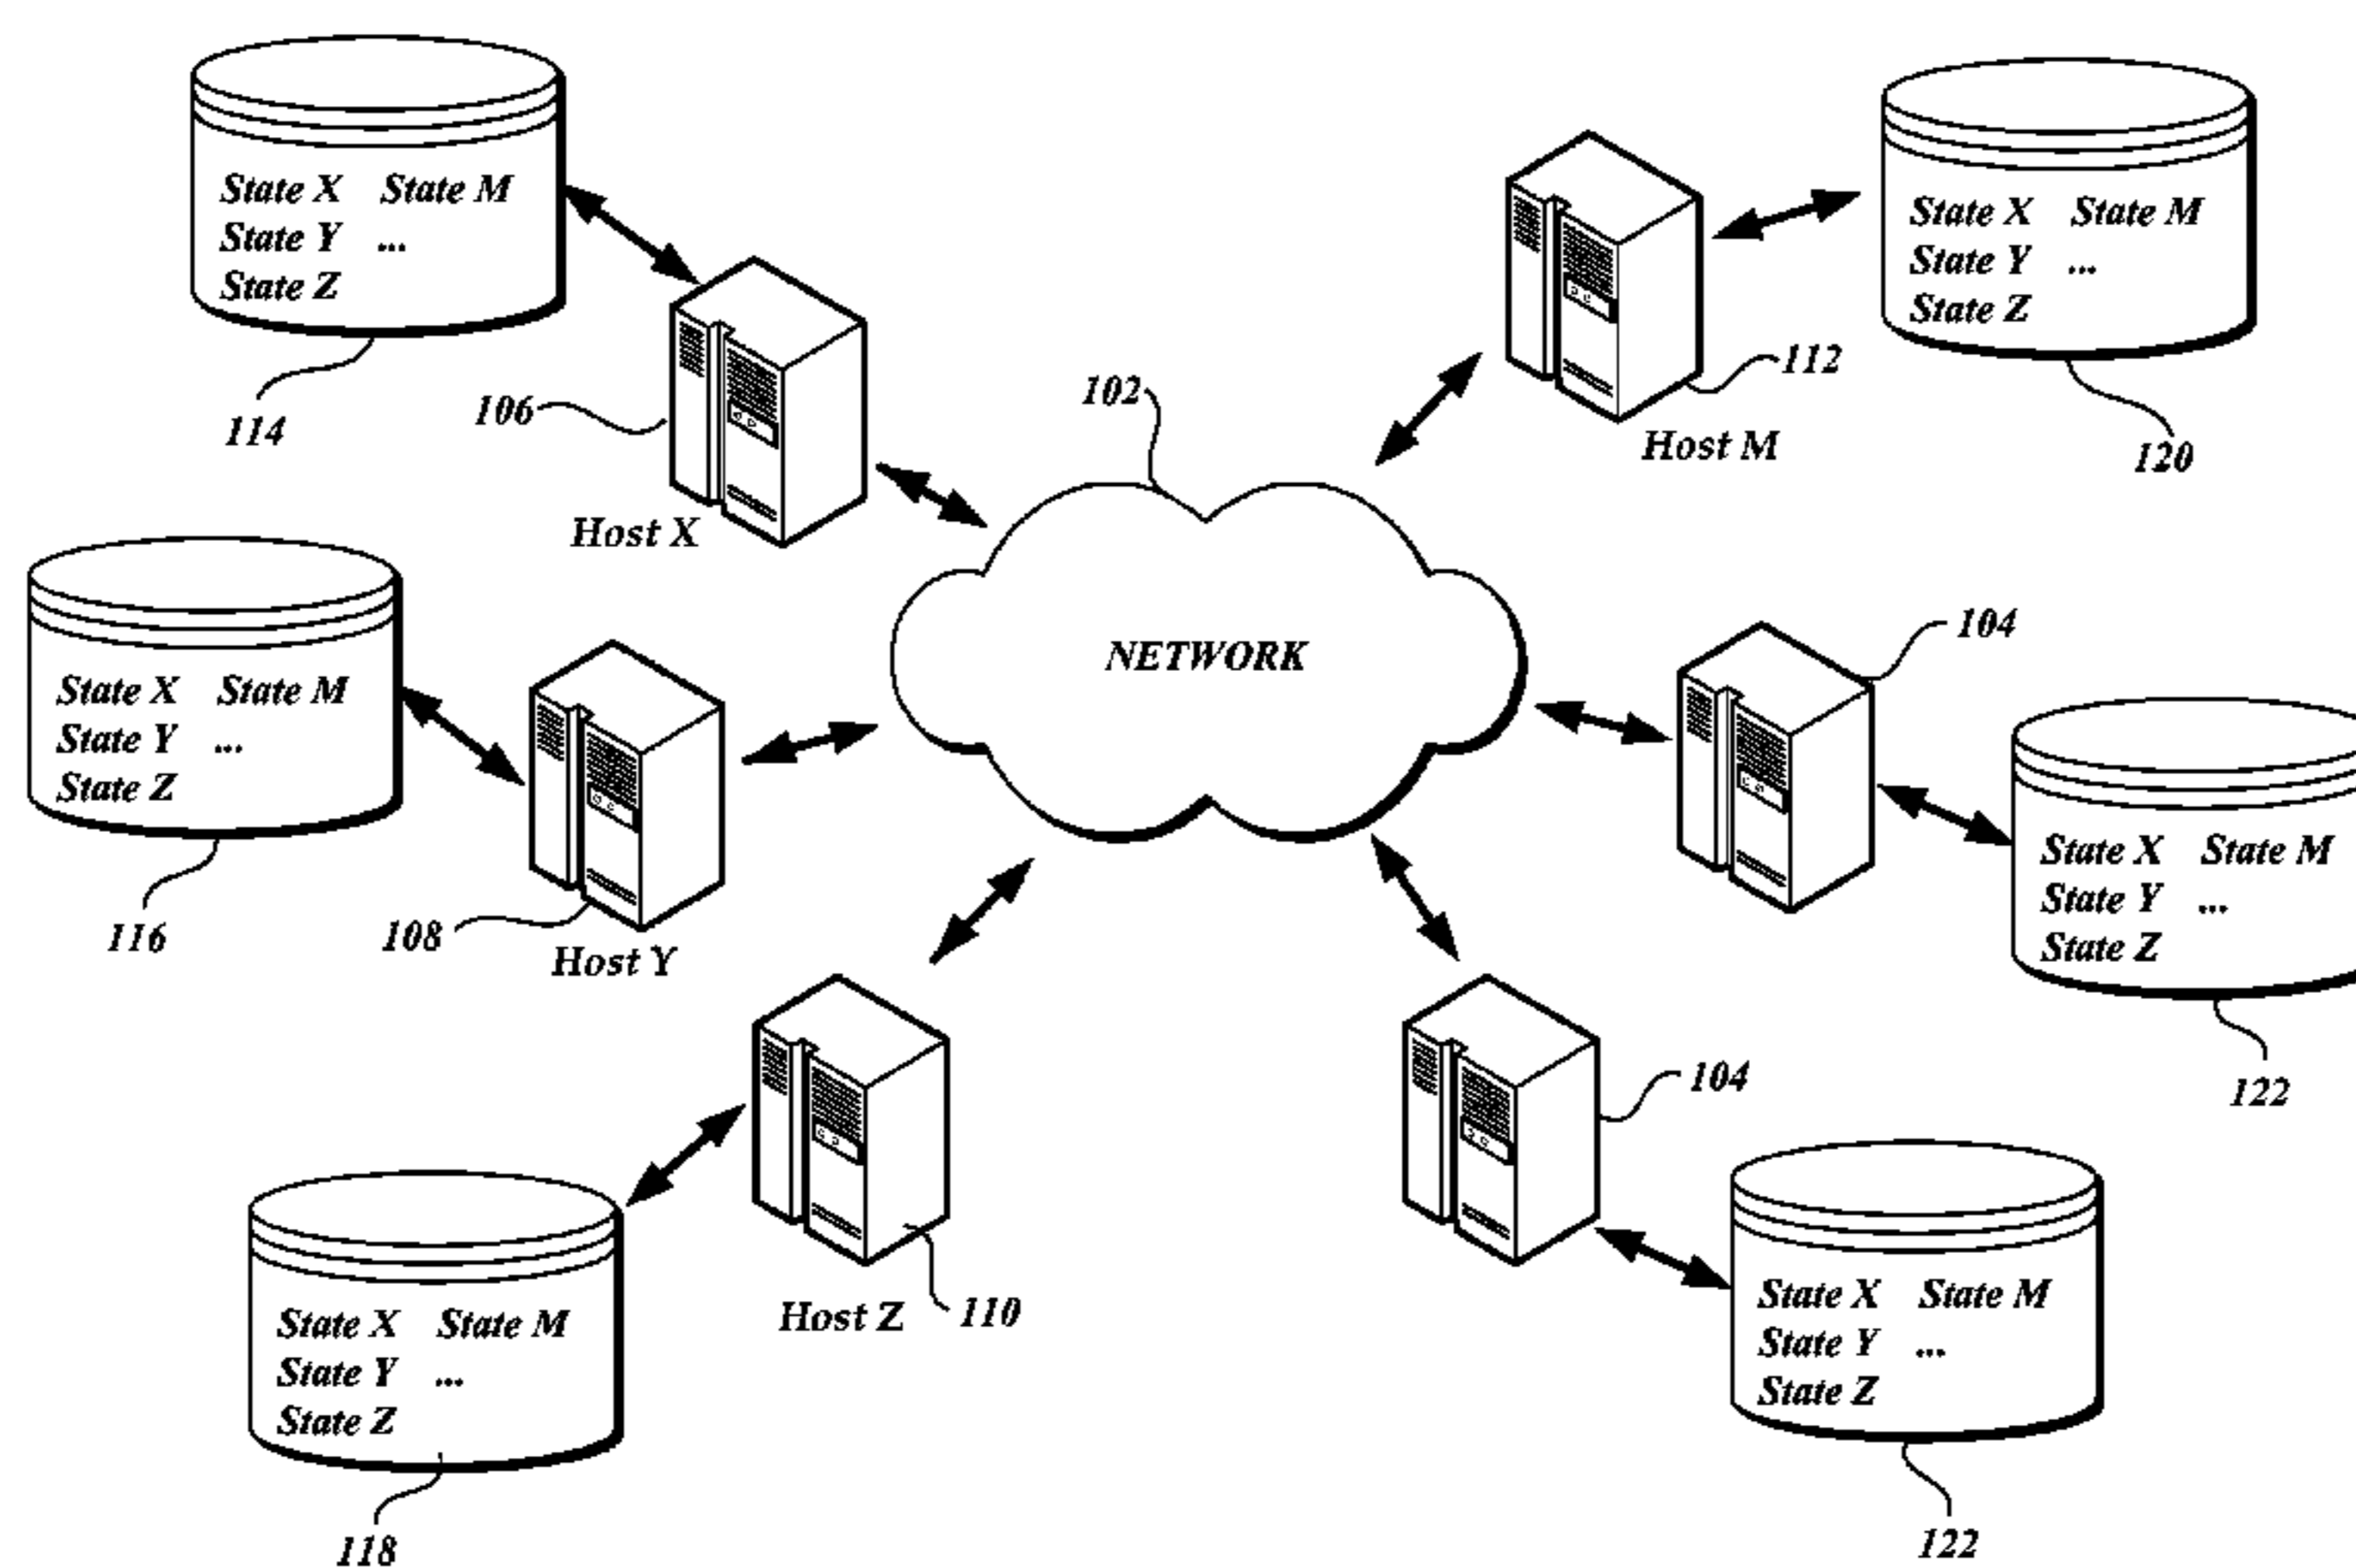 State X State M
State Y ...
State Z
114
106
Host X
102
112
Host M
State X State M
State Y ...
State Z
120
State X State M
State Y ...
State Z
116
108
Host Y
NETWORK
104
State X State M
State Y ...
State Z
122
State X State M
State Y ...
State Z
118
Host Z
110
104
State X State M
State Y ...
State Z
122